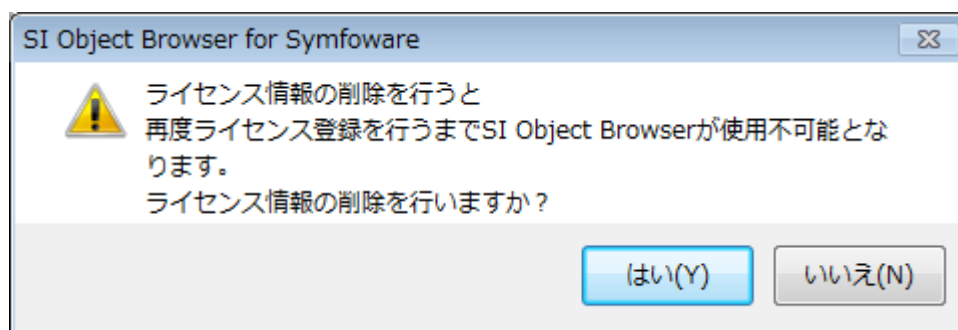 SI Object Browser for Symfoware
ライセンス情報の削除を行うと
再度ライセンス登録を行うまでSI Object Browserが使用不可能とな
ります。
ライセンス情報の削除を行いますか？
はい(Y)
いいえ(N)